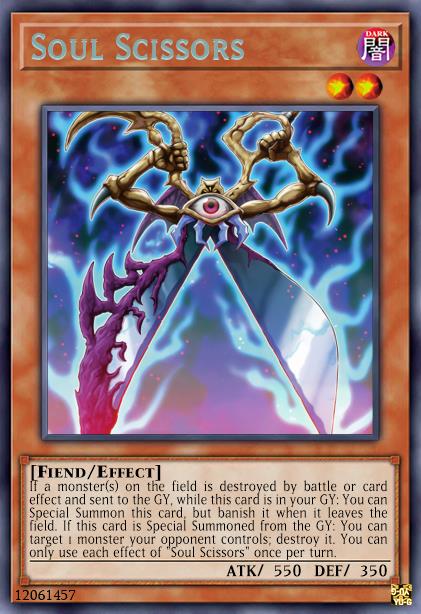 Soul Scissors
DARK
闇
[Fiend/Effect]
If a monster(s) on the field is destroyed by battle or card
effect and sent to the GY, while this card is in your GY: You can
Special Summon this card, but banish it when it leaves the
field. If this card is Special Summoned from the GY: You can
target 1 monster your opponent controls; destroy it. You can
only use each effect of "Soul Scissors" once per turn.
ATK/ 550 DEF/ 350
12061457